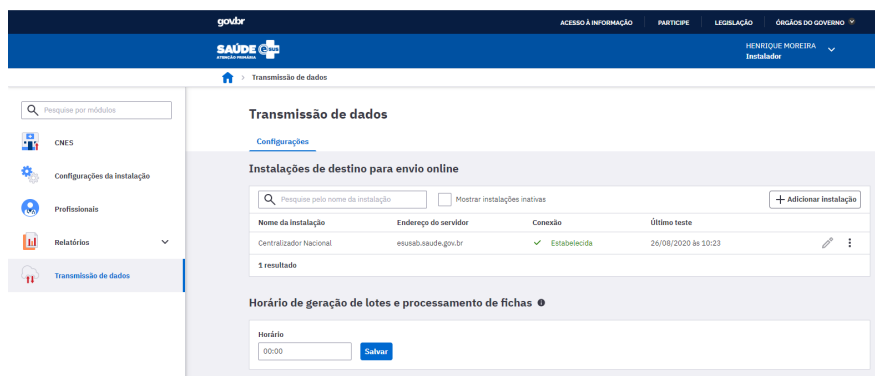 gov.br ACESSO À INFORMAÇÃO PARTICIPE LEGISLAÇÃO ÓRGÃOS DO GOVERNO
SAÚDE e-SUS
ATENÇÃO PRIMÁRIA
HENRIQUE MOREIRA
Instalador
> Transmissão de dados
Pesquise por módulos
CNES
Configurações da instalação
Profissionais
Relatórios
Transmissão de dados
Transmissão de dados
Configurações
Instalações de destino para envio online
Pesquise pelo nome da instalação Mostrar instalações inativas + Adicionar instalação
Nome da instalação Endereço do servidor Conexão Último teste
Centralizador Nacional esusab.saude.gov.br Estabelecida 26/08/2020 às 10:23
1 resultado
Horário de geração de lotes e processamento de fichas
Horário
00:00 Salvar